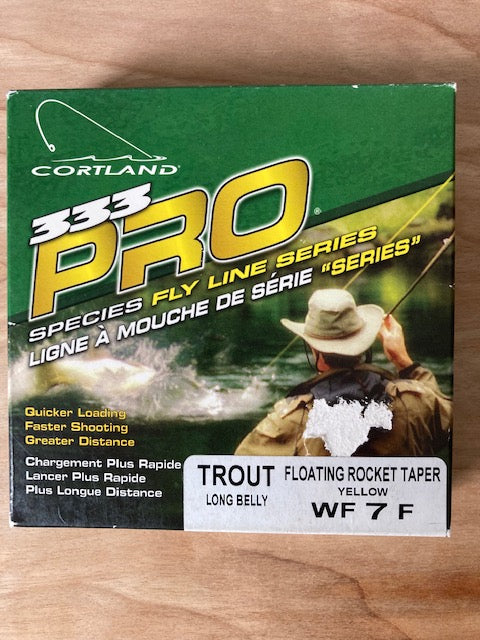 CORTLAND®
333
PRO®
SPECIES FLY LINE SERIES
LIGNE À MOUCHE DE SÉRIE "SERIES"
Quicker Loading
Faster Shooting
Greater Distance
Chargement Plus Rapide
Lancer Plus Rapide
Plus Longue Distance
TROUT
LONG BELLY
FLOATING ROCKET TAPER
YELLOW
WF 7 F